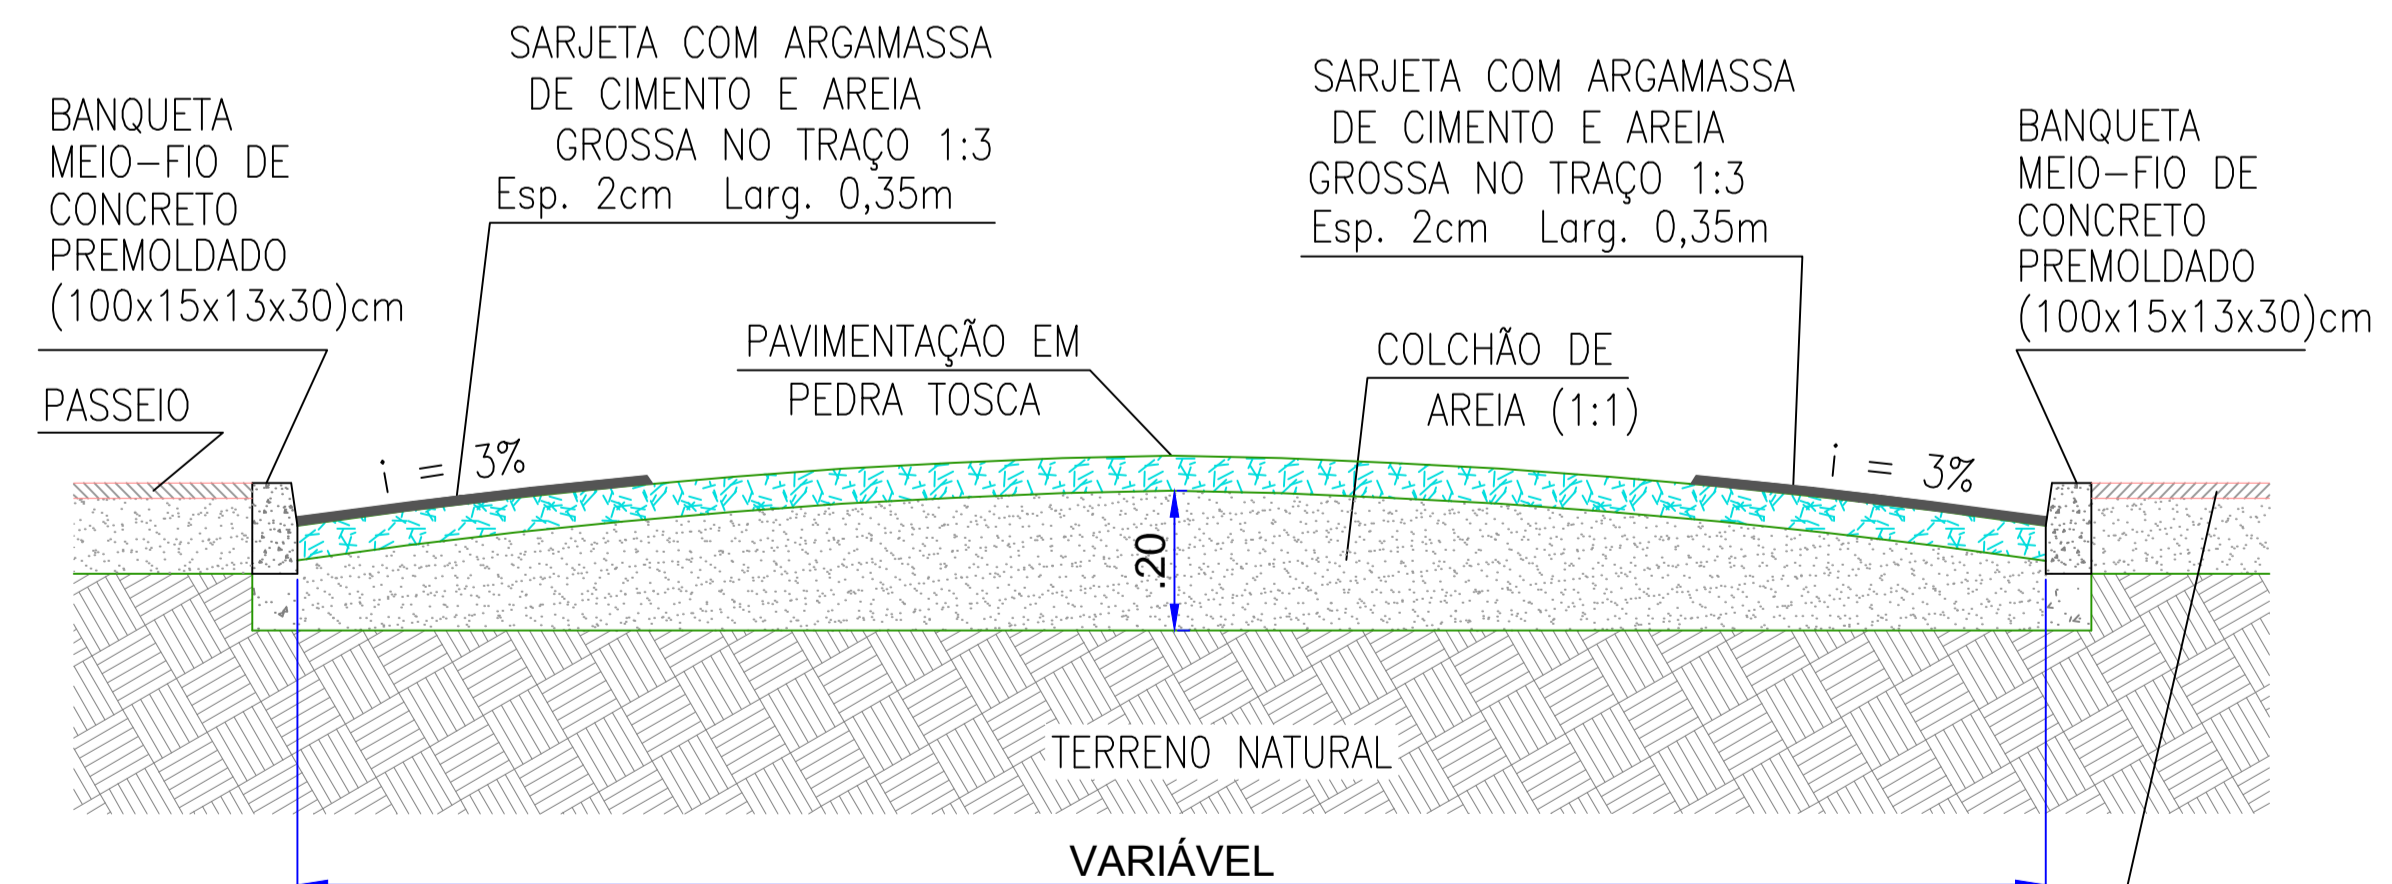 SARJETA COM ARGAMASSA
DE CIMENTO E AREIA
GROSSA NO TRAÇO 1:3
Esp. 2cm Larg. 0,35m
SARJETA COM ARGAMASSA
DE CIMENTO E AREIA
GROSSA NO TRAÇO 1:3
Esp. 2cm Larg. 0,35m
BANQUETA
MEIO-FIO DE
CONCRETO
PREMOLDADO
(100x15x13x30)cm
BANQUETA
MEIO-FIO DE
CONCRETO
PREMOLDADO
(100x15x13x30)cm
PASSEIO
PAVIMENTAÇÃO EM
PEDRA TOSCA
COLCHÃO DE
AREIA (1:1)
i = 3%
i = 3%
.20
TERRENO NATURAL
VARIÁVEL